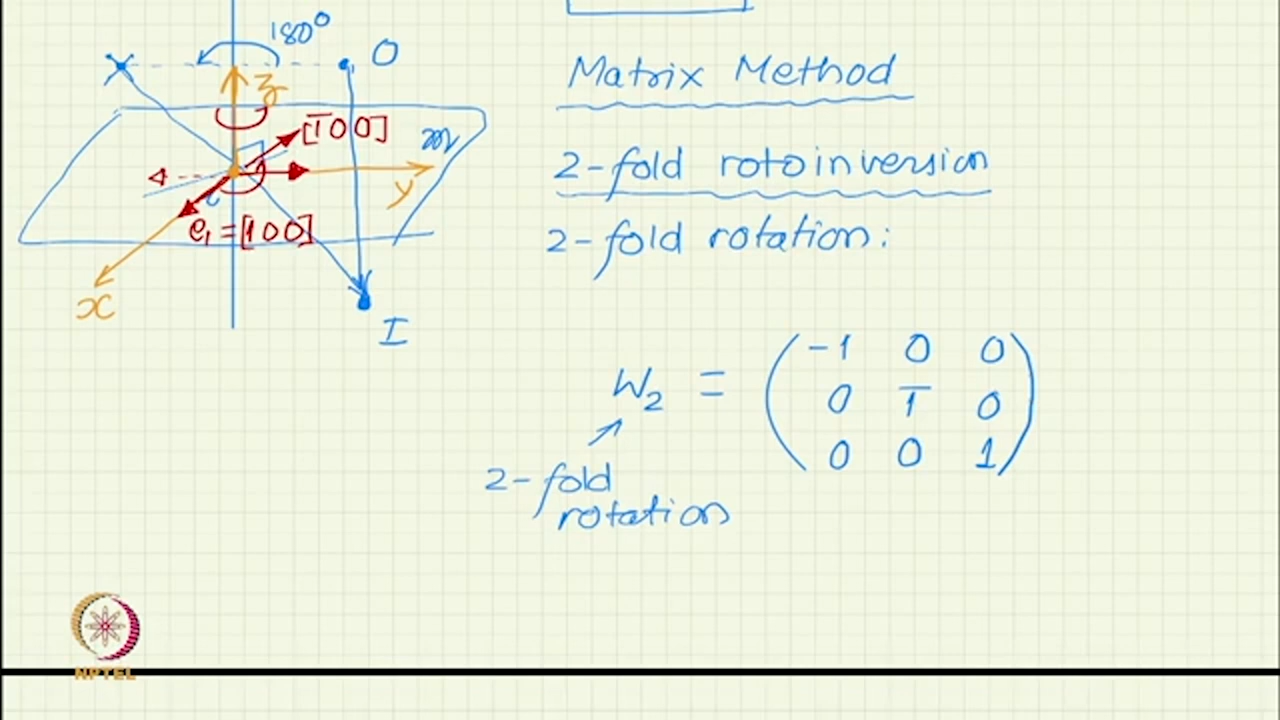 180°
O
z
[1̅00]
m
y
e₁ = [100]
x
I
Matrix Method
2-fold rotoinversion
2-fold rotation:
W₂ = ( -1 0 0
0 1̅ 0
0 0 1 )
2-fold
rotation
NPTEL